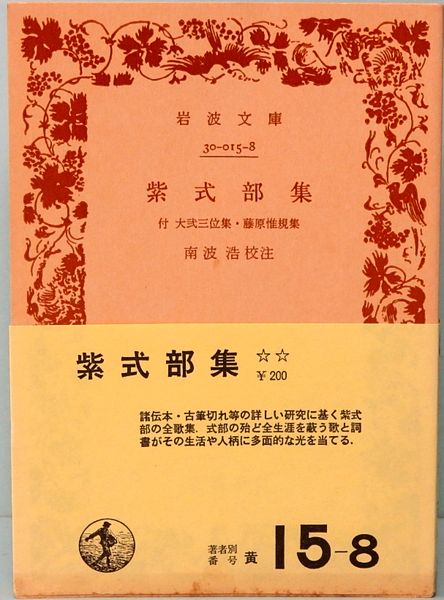 岩波文庫
30-015-8
紫式部集
付 大弐三位集・藤原惟規集
南波 浩校注
紫式部集 ☆☆
￥200
諸伝本・古筆切れ等の詳しい研究に基く紫式
部の全歌集．式部の殆ど全生涯を蔽う歌と詞
書がその生活や人柄に多面的な光を当てる．
著者別
番号 黄 15-8